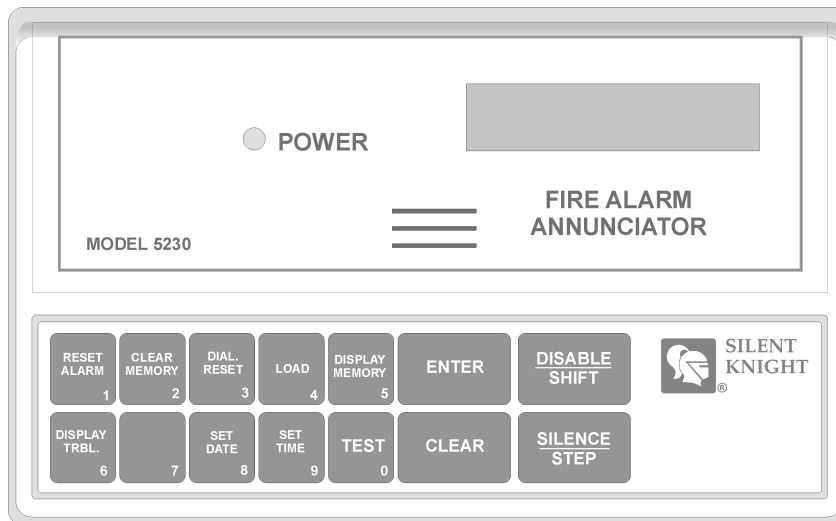 POWER
FIRE ALARM
ANNUNCIATOR
MODEL 5230
RESET
ALARM
1
CLEAR
MEMORY
2
DIAL.
RESET
3
LOAD
4
DISPLAY
MEMORY
5
ENTER
DISABLE
SHIFT
SILENT
KNIGHT
®
DISPLAY
TRBL.
6
7
SET
DATE
8
SET
TIME
9
TEST
0
CLEAR
SILENCE
STEP